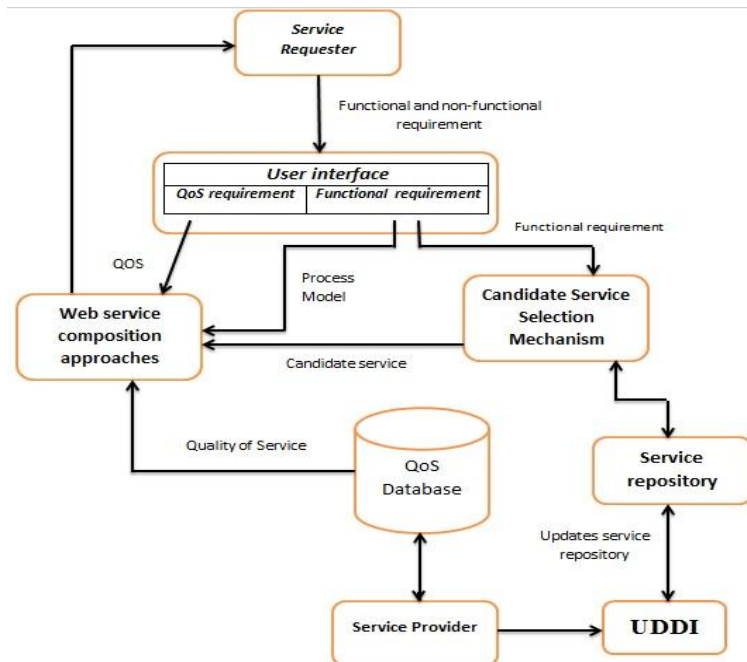 Service
Requester
Functional and non-functional
requirement
User interface
QoS requirement
Functional requirement
Functional requirement
QOS
Process
Model
Web service
composition
approaches
Candidate Service
Selection
Mechanism
Candidate service
Quality of Service
QoS
Database
Service
repository
Updates service
repository
Service Provider
UDDI